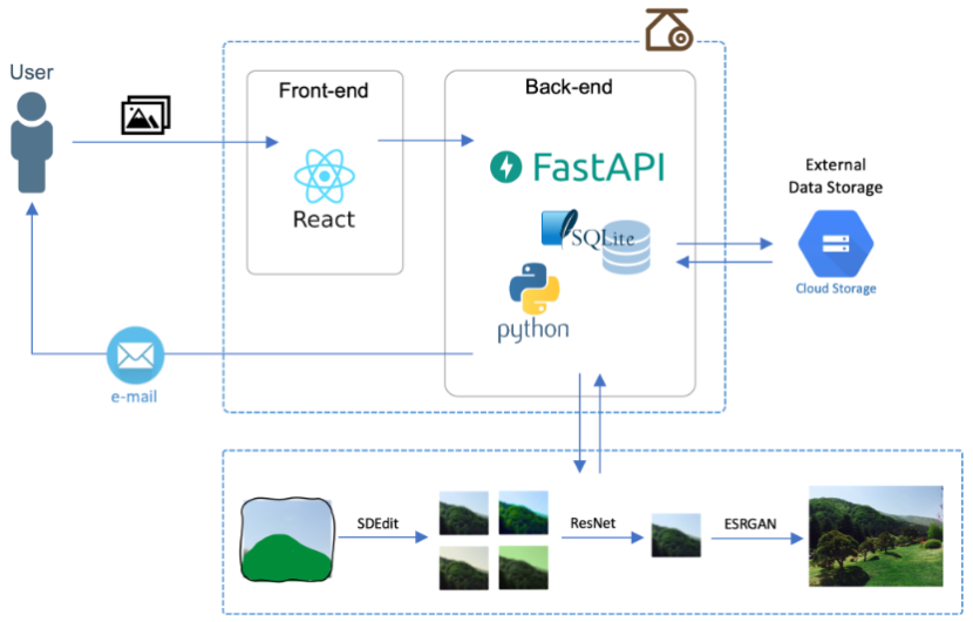 User
Front-end
React
Back-end
FastAPI
SQLite
python
External
Data Storage
Cloud Storage
e-mail
SDEdit
ResNet
ESRGAN